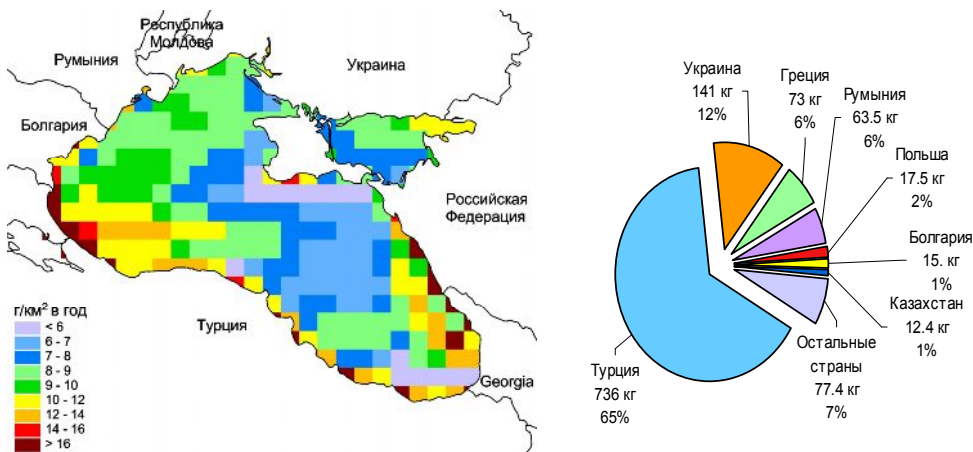 Республика
Молдова
Румыния
Украина
Болгария
Российская
Федерация
Турция
Georgia
г/км² в год
< 6
6 - 7
7 - 8
8 - 9
9 - 10
10 - 12
12 - 14
14 - 16
> 16
Украина
141 кг
12%
Греция
73 кг
6%
Румыния
63.5 кг
6%
Польша
17.5 кг
2%
Болгария
15. кг
1%
Казахстан
12.4 кг
1%
Остальные
страны
77.4 кг
7%
Турция
736 кг
65%